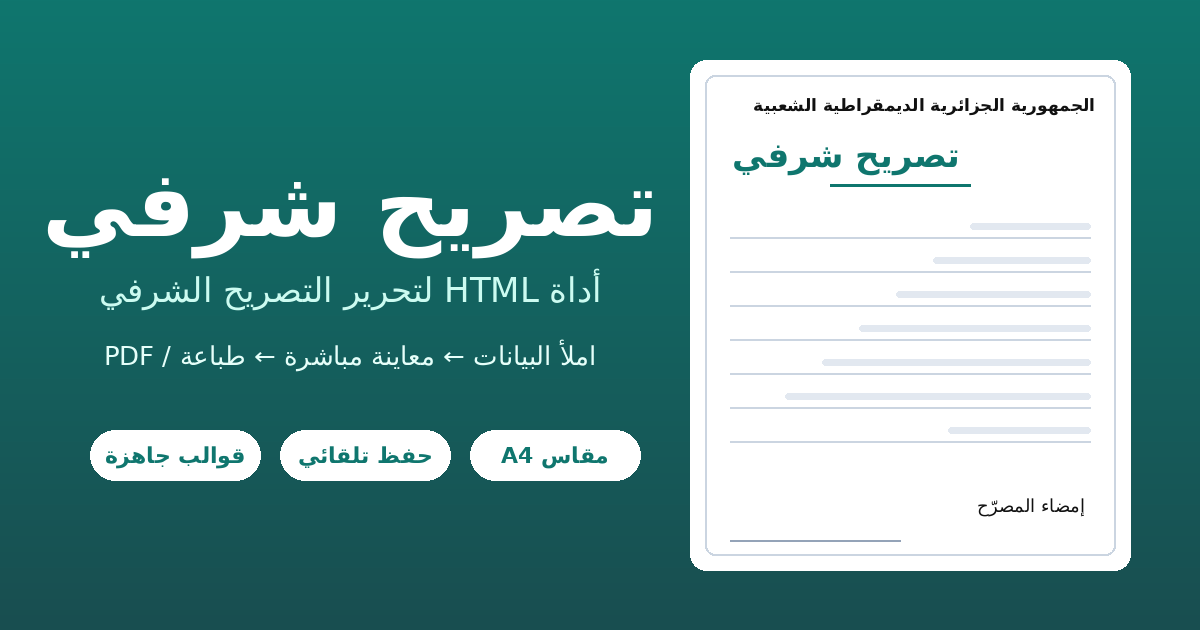 تصريح شرفي
أداة HTML لتحرير التصريح الشرفي
املأ البيانات ← معاينة مباشرة ← طباعة / PDF
مقاس A4
حفظ تلقائي
قوالب جاهزة
الجمهورية الجزائرية الديمقراطية الشعبية
تصريح شرفي
إمضاء المصرّح